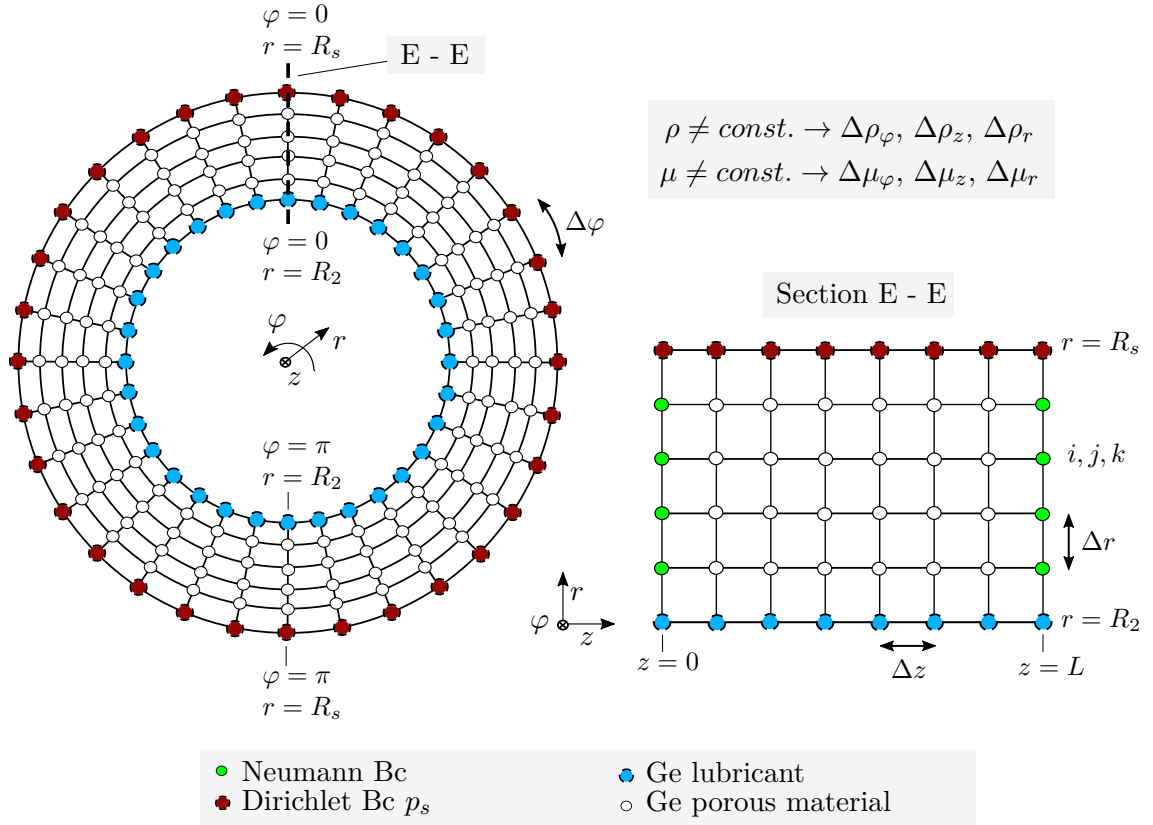 φ = 0
r = R_s
E - E
ρ ≠ const. → Δρ_φ, Δρ_z, Δρ_r
μ ≠ const. → Δμ_φ, Δμ_z, Δμ_r
Δφ
φ = 0
r = R_2
φ
r
z
Section E - E
r = R_s
φ = π
r = R_2
i, j, k
Δr
r
φ
z
r = R_2
z = 0
Δz
z = L
φ = π
r = R_s
Neumann Bc
Dirichlet Bc p_s
Ge lubricant
Ge porous material